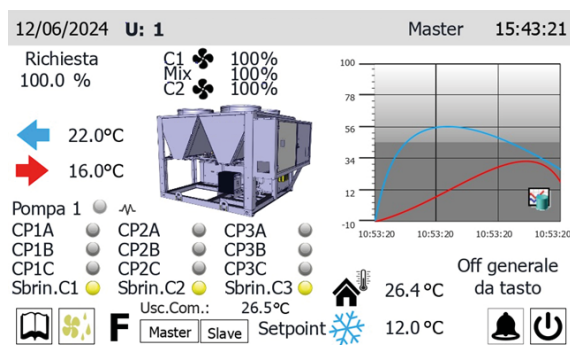 12/06/2024 U: 1 Master 15:43:21
Richiesta
100.0 %
C1 100%
Mix 100%
C2 100%
22.0°C
16.0°C
100
78
56
34
12
-10
10:53:20 10:53:20 10:53:20 10:53:20
Pompa 1
CP1A CP2A CP3A
CP1B CP2B CP3B
CP1C CP2C CP3C
Sbrin.C1 Sbrin.C2 Sbrin.C3
Off generale
da tasto
26.4 °C
Usc.Com.: 26.5°C
F Master Slave Setpoint 12.0 °C